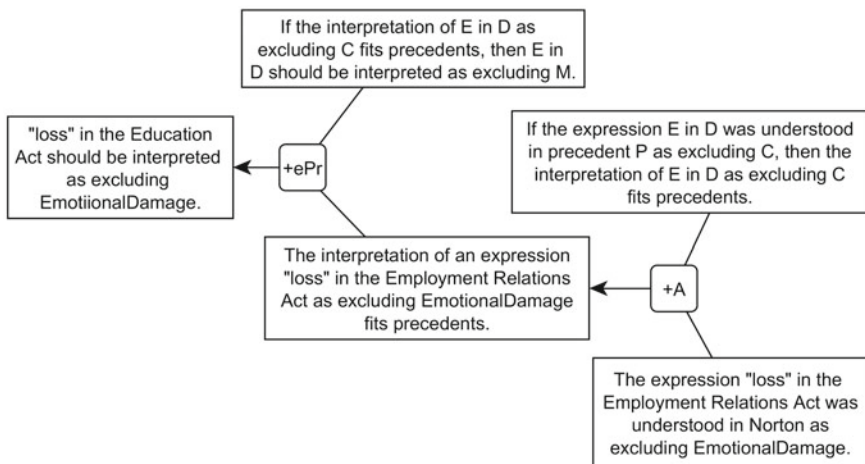 If the interpretation of E in D as
excluding C fits precedents, then E in
D should be interpreted as excluding M.
"loss" in the Education
Act should be interpreted
as excluding
EmotiionalDamage.
+ePr
If the expression E in D was understood
in precedent P as excluding C, then the
interpretation of E in D as excluding C
fits precedents.
The interpretation of an expression
"loss" in the Employment Relations
Act as excluding EmotionalDamage
fits precedents.
+A
The expression "loss" in the
Employment Relations Act was
understood in Norton as
excluding EmotionalDamage.